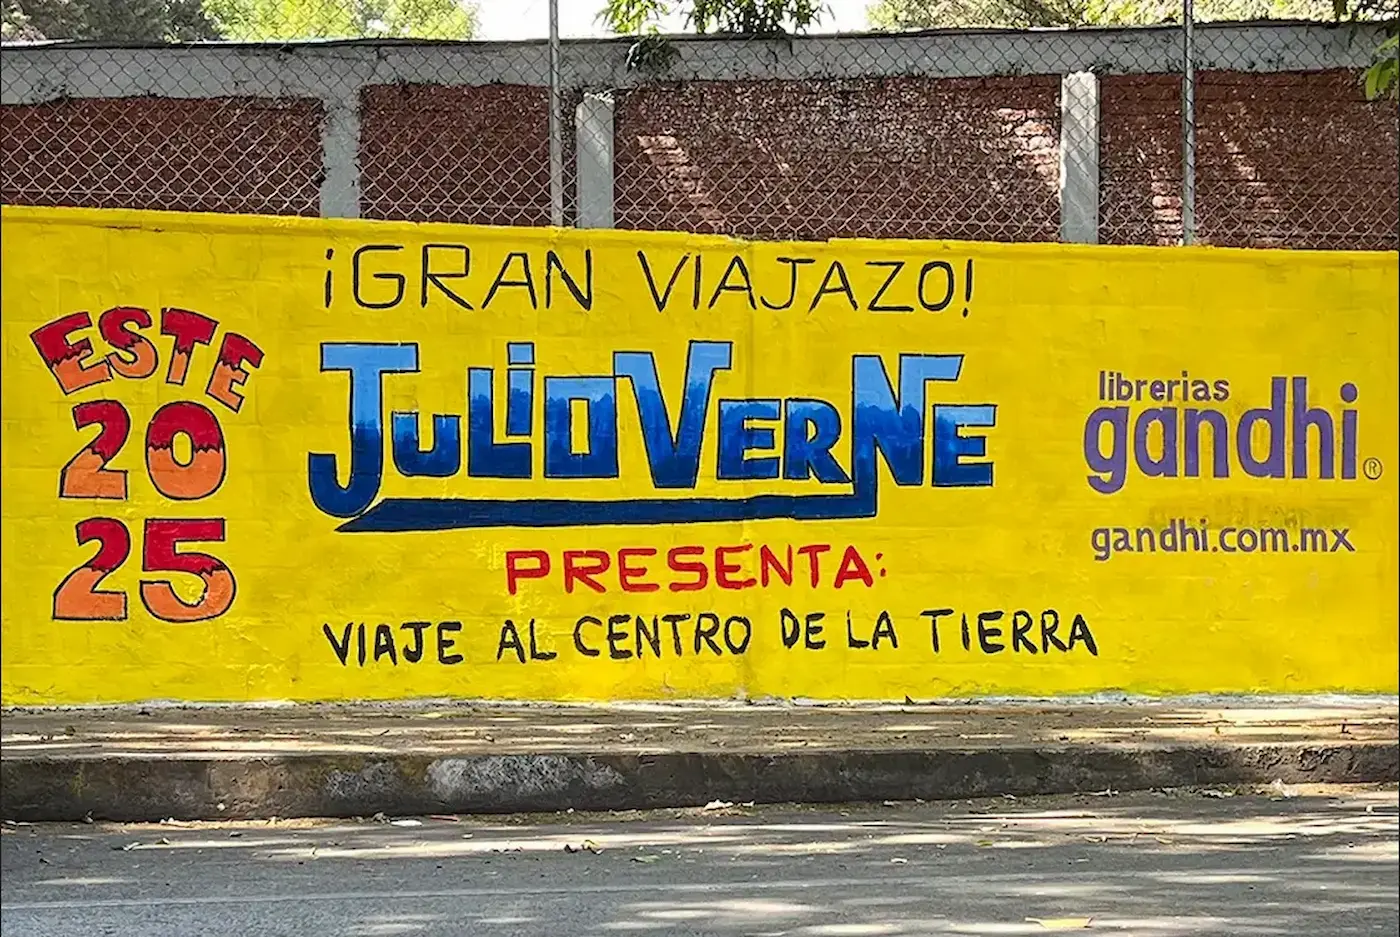 ESTE
20
25
¡GRAN VIAJAZO!
JULIO VERNE
PRESENTA:
VIAJE AL CENTRO DE LA TIERRA
librerias
gandhi®
gandhi.com.mx